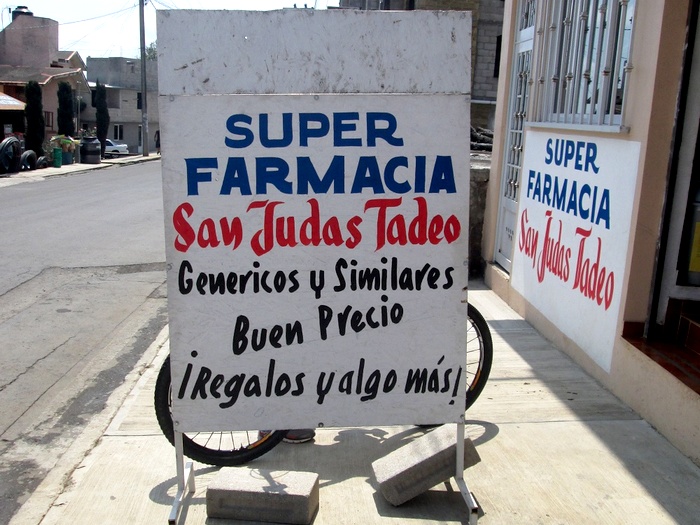 SUPER
FARMACIA
San Judas Tadeo
Genericos y Similares
Buen Precio
¡Regalos y algo más!
SUPER
FARMACIA
San Judas Tadeo